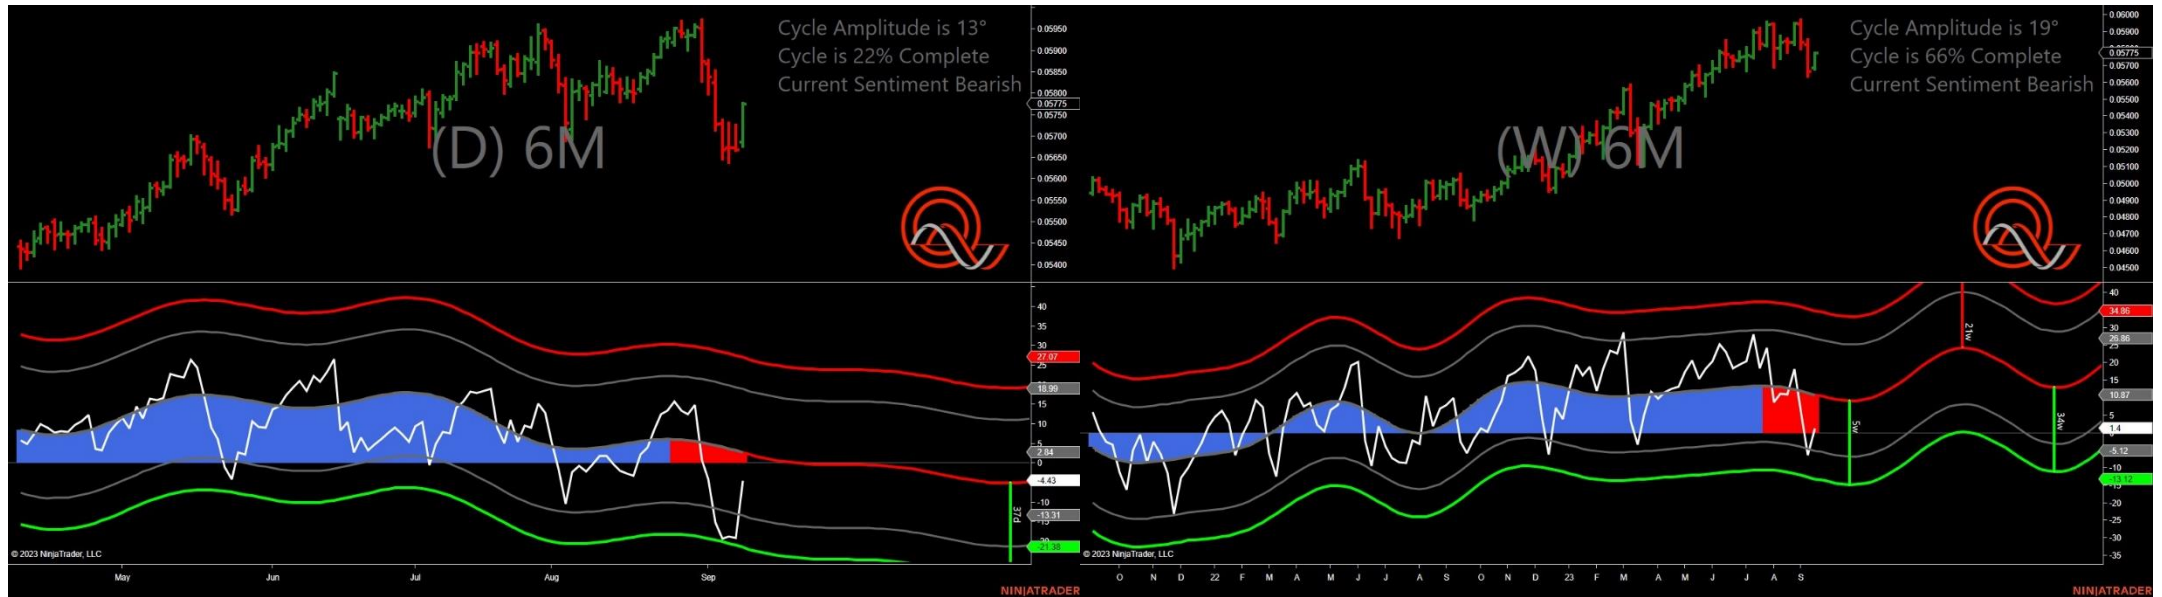 Cycle Amplitude is 13°
Cycle is 22% Complete
Current Sentiment Bearish
(D) 6M
0.05950
0.05900
0.05850
0.05800
0.05775
0.05750
0.05700
0.05650
0.05600
0.05550
0.05500
0.05450
0.05400
40
35
30
27.07
18.99
15
10
5
2.84
0
-4.43
-10
-13.31
-21.38
37d
© 2023 NinjaTrader, LLC
May
Jun
Jul
Aug
Sep
NINJATRADER
Cycle Amplitude is 19°
Cycle is 66% Complete
Current Sentiment Bearish
(W) 6M
0.06000
0.05900
0.05775
0.05700
0.05600
0.05500
0.05400
0.05300
0.05200
0.05100
0.05000
0.04900
0.04800
0.04700
0.04600
0.04500
40
34.86
30
26.86
25
20
15
10.87
5
1.4
-5.12
-10
-13.12
-20
-25
-30
-35
5w
21w
34w
© 2023 NinjaTrader, LLC
O N D 22 F M A M J J A S O N D 23 F M A M J J A S
NINJATRADER